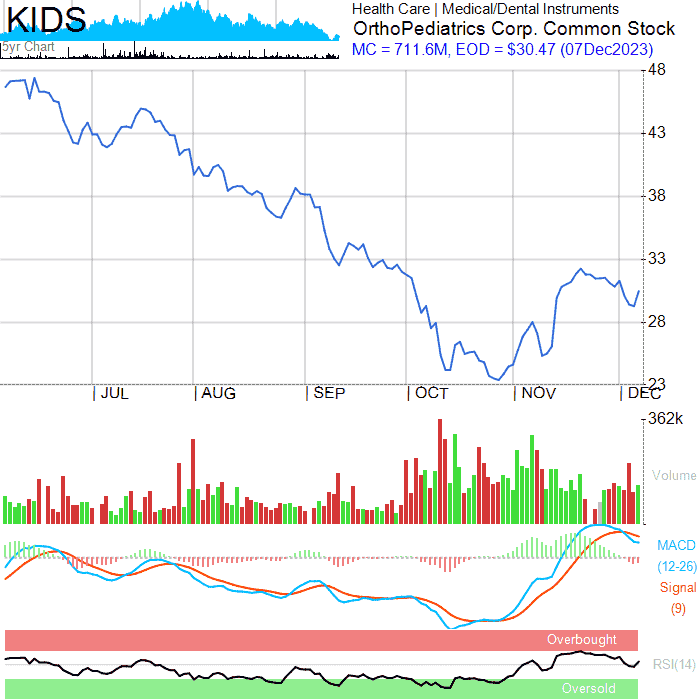 KIDS
5yr Chart
Health Care | Medical/Dental Instruments
OrthoPediatrics Corp. Common Stock
MC = 711.6M, EOD = $30.47 (07Dec2023)
48
43
38
33
28
23
JUL
AUG
SEP
OCT
NOV
DEC
362k
Volume
MACD
(12-26)
Signal
(9)
Overbought
RSI(14)
Oversold